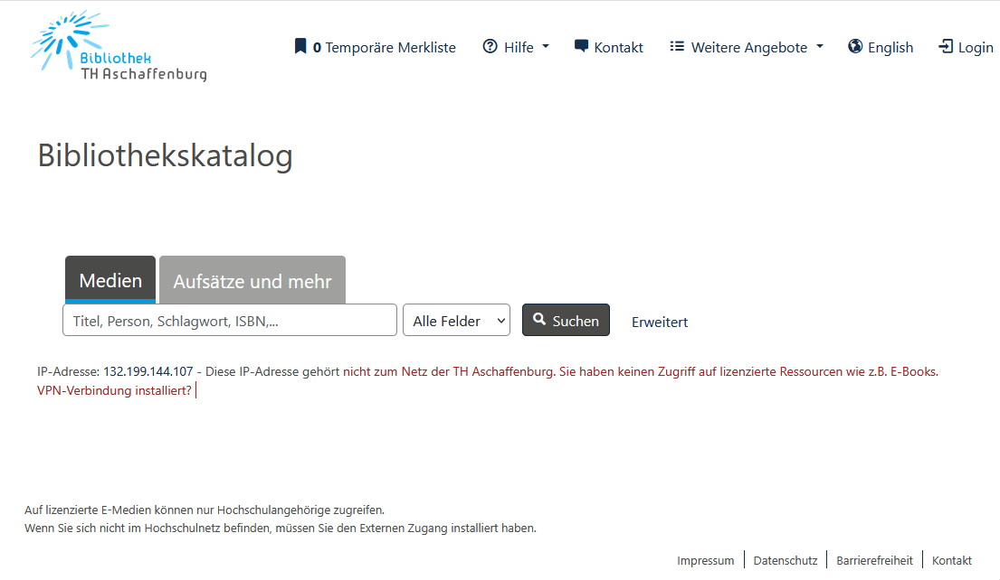 Bibliothek
TH Aschaffenburg
0 Temporäre Merkliste Hilfe Kontakt Weitere Angebote English Login
Bibliothekskatalog
Medien Aufsätze und mehr
Titel, Person, Schlagwort, ISBN,... Alle Felder Suchen Erweitert
IP-Adresse: 132.199.144.107 - Diese IP-Adresse gehört nicht zum Netz der TH Aschaffenburg. Sie haben keinen Zugriff auf lizenzierte Ressourcen wie z.B. E-Books.
VPN-Verbindung installiert?
Auf lizenzierte E-Medien können nur Hochschulangehörige zugreifen.
Wenn Sie sich nicht im Hochschulnetz befinden, müssen Sie den Externen Zugang installiert haben.
Impressum Datenschutz Barrierefreiheit Kontakt